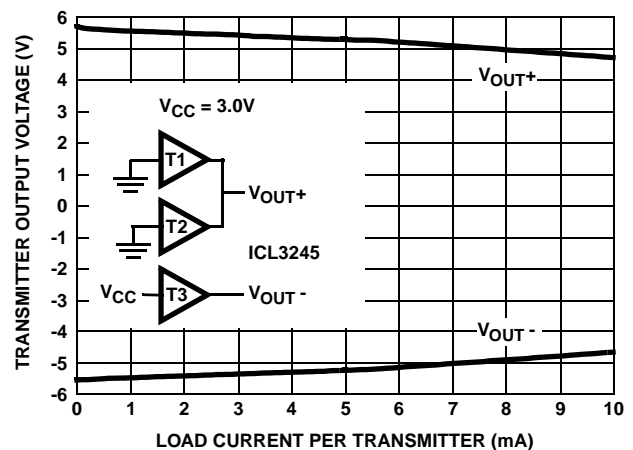 TRANSMITTER OUTPUT VOLTAGE (V)
6
5
4
3
2
1
0
-1
-2
-3
-4
-5
-6
VOUT+
VCC = 3.0V
T1
VOUT+
T2
ICL3245
VCC
T3
VOUT -
VOUT -
0 1 2 3 4 5 6 7 8 9 10
LOAD CURRENT PER TRANSMITTER (mA)